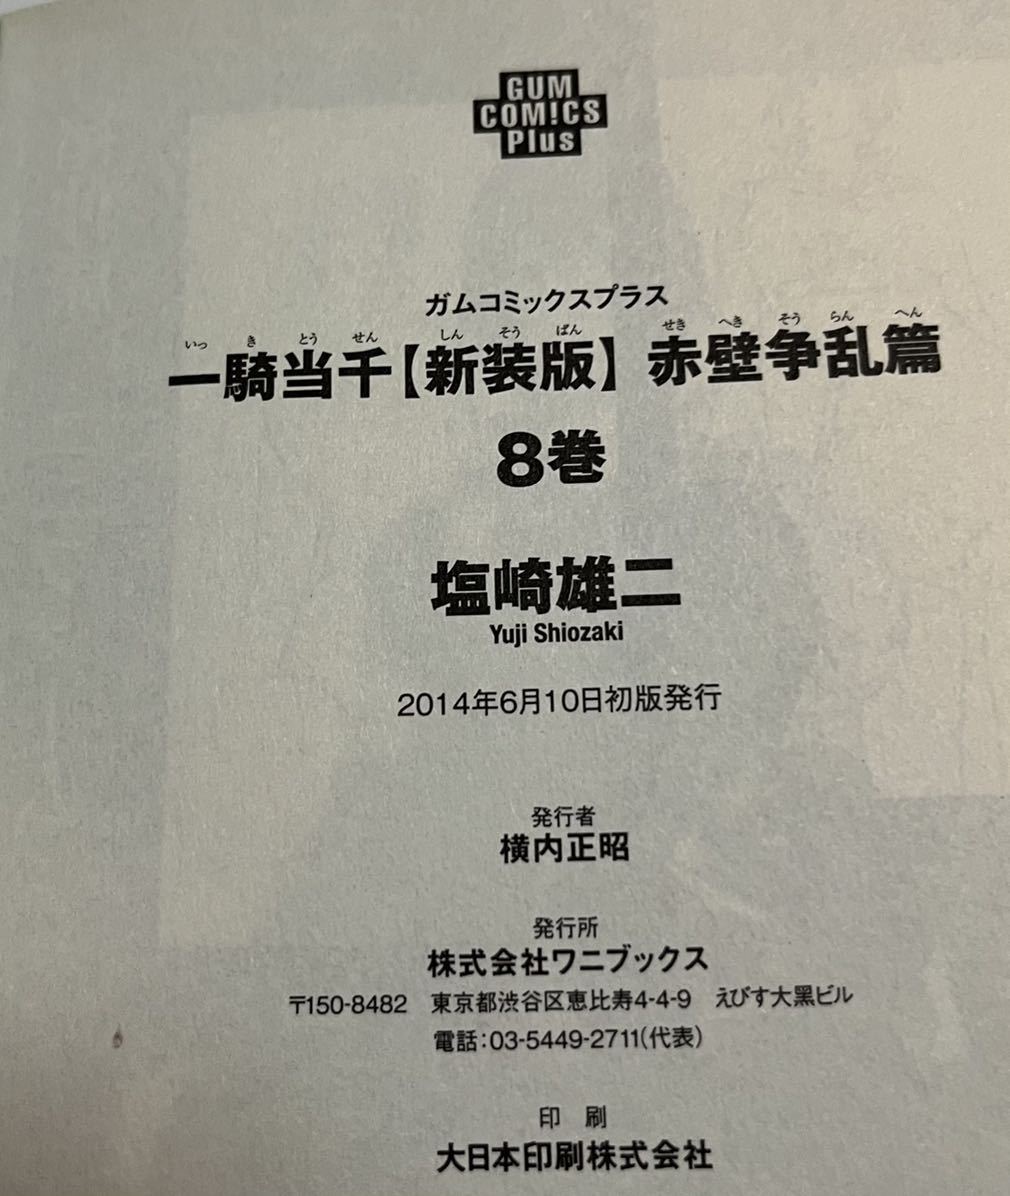 GUM
COM!CS
Plus
ガムコミックスプラス
いっ き とう せん しん そう ばん せき へき そう らん へん
一騎当千【新装版】 赤壁争乱篇
8巻
塩崎雄二
Yuji Shiozaki
2014年6月10日初版発行
発行者
横内正昭
発行所
株式会社ワニブックス
〒150-8482 東京都渋谷区恵比寿4-4-9 えびす大黒ビル
電話:03-5449-2711(代表)
印 刷
大日本印刷株式会社